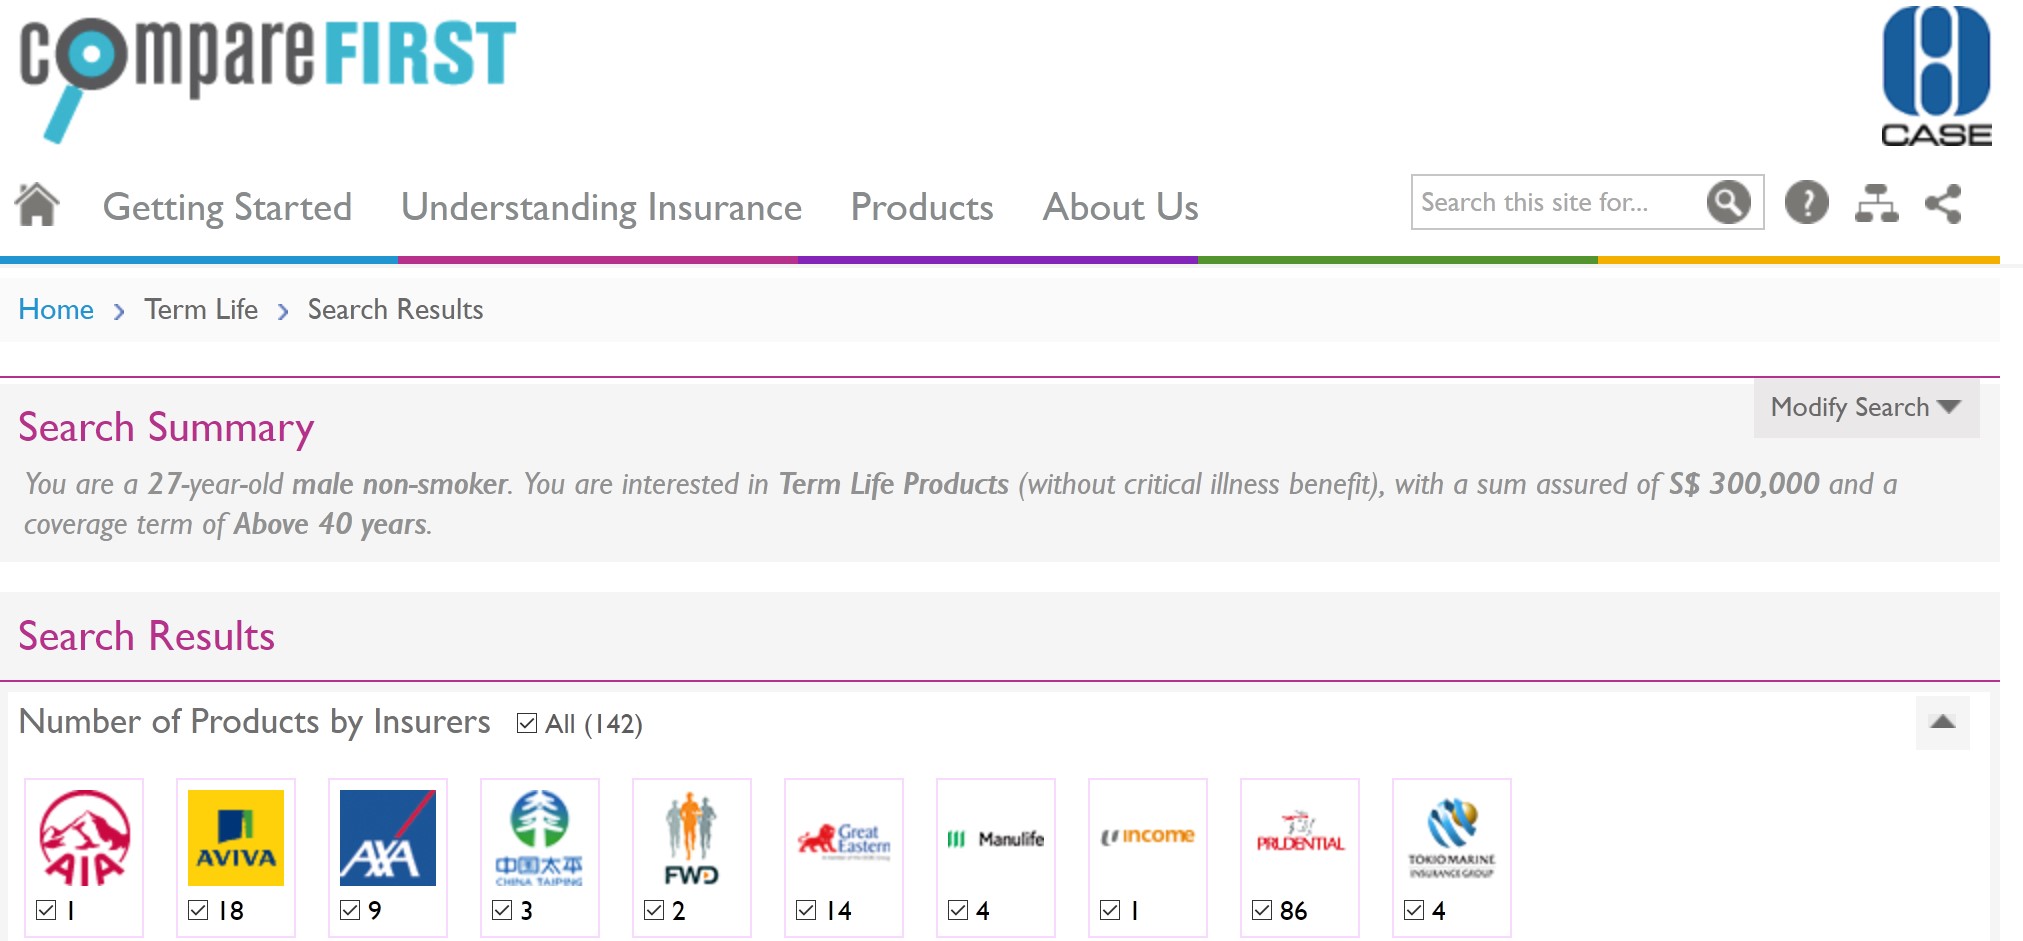 compareFIRST
CASE
Getting Started Understanding Insurance Products About Us Search this site for... ?
Home › Term Life › Search Results
Modify Search
Search Summary
You are a 27-year-old male non-smoker. You are interested in Term Life Products (without critical illness benefit), with a sum assured of S$ 300,000 and a
coverage term of Above 40 years.
Search Results
Number of Products by Insurers All (142)
AIA
AVIVA
AXA
中国太平
CHINA TAIPING
FWD
Great
Eastern
Manulife
income
PRUDENTIAL
TOKIO MARINE
INSURANCE GROUP
1 18 9 3 2 14 4 1 86 4